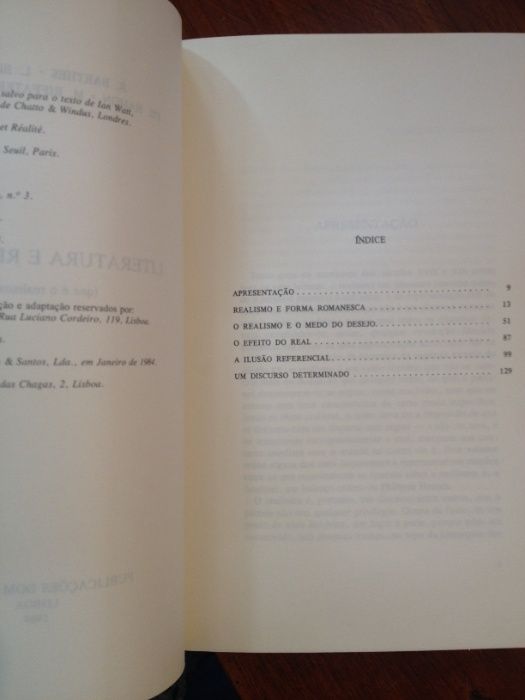 salvo para o texto de Ian Watt,
de Chatto & Windus, Londres.
et Réalité.
Seuil, Paris.
n.º 3.
ção e adaptação reservados por:
Rua Luciano Cordeiro, 119, Lisboa.
& Santos, Lda., em Janeiro de 1984.
das Chagas, 2, Lisboa.
ÍNDICE
APRESENTAÇÃO 9
REALISMO E FORMA ROMANESCA 13
O REALISMO E O MEDO DO DESEJO 51
O EFEITO DO REAL 87
A ILUSÃO REFERENCIAL 99
UM DISCURSO DETERMINADO 129